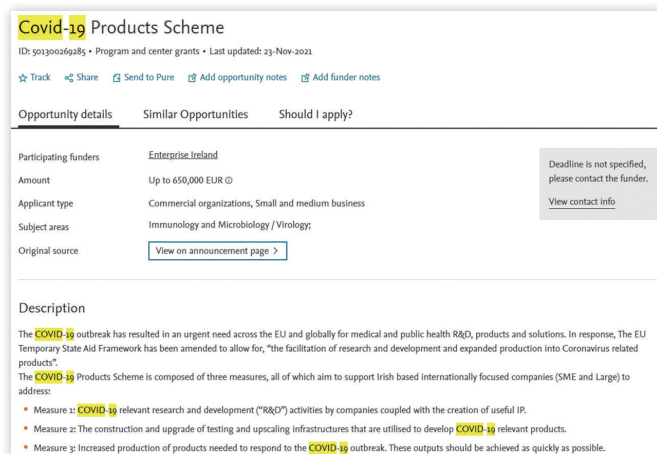 Covid-19 Products Scheme
ID: 501300269285 • Program and center grants • Last updated: 23-Nov-2021
Track Share Send to Pure Add opportunity notes Add funder notes
Opportunity details Similar Opportunities Should I apply?
Participating funders Enterprise Ireland
Amount Up to 650,000 EUR
Applicant type Commercial organizations, Small and medium business
Subject areas Immunology and Microbiology / Virology;
Original source View on announcement page >
Deadline is not specified,
please contact the funder.
View contact info
Description
The COVID-19 outbreak has resulted in an urgent need across the EU and globally for medical and public health R&D, products and solutions. In response, The EU
Temporary State Aid Framework has been amended to allow for, “the facilitation of research and development and expanded production into Coronavirus related
products”.
The COVID-19 Products Scheme is composed of three measures, all of which aim to support Irish based internationally focused companies (SME and Large) to
address:
• Measure 1: COVID-19 relevant research and development (“R&D”) activities by companies coupled with the creation of useful IP.
• Measure 2: The construction and upgrade of testing and upscaling infrastructures that are utilised to develop COVID-19 relevant products.
• Measure 3: Increased production of products needed to respond to the COVID-19 outbreak. These outputs should be achieved as quickly as possible.